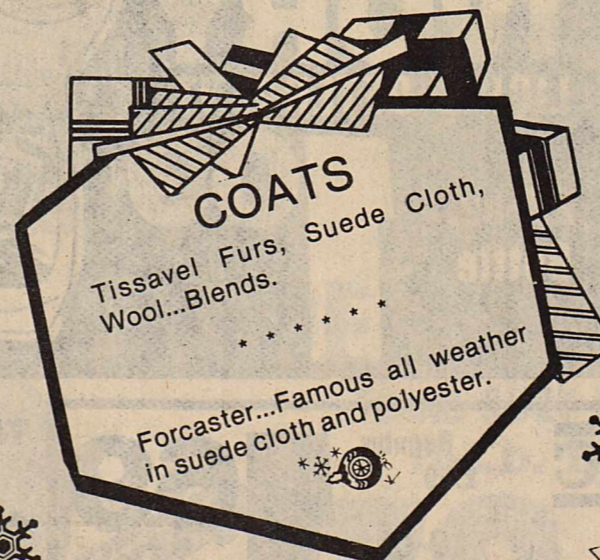 COATS
Tissavel Furs, Suede Cloth,
Wool...Blends.
* * * * * *
Forcaster...Famous all weather
in suede cloth and polyester.